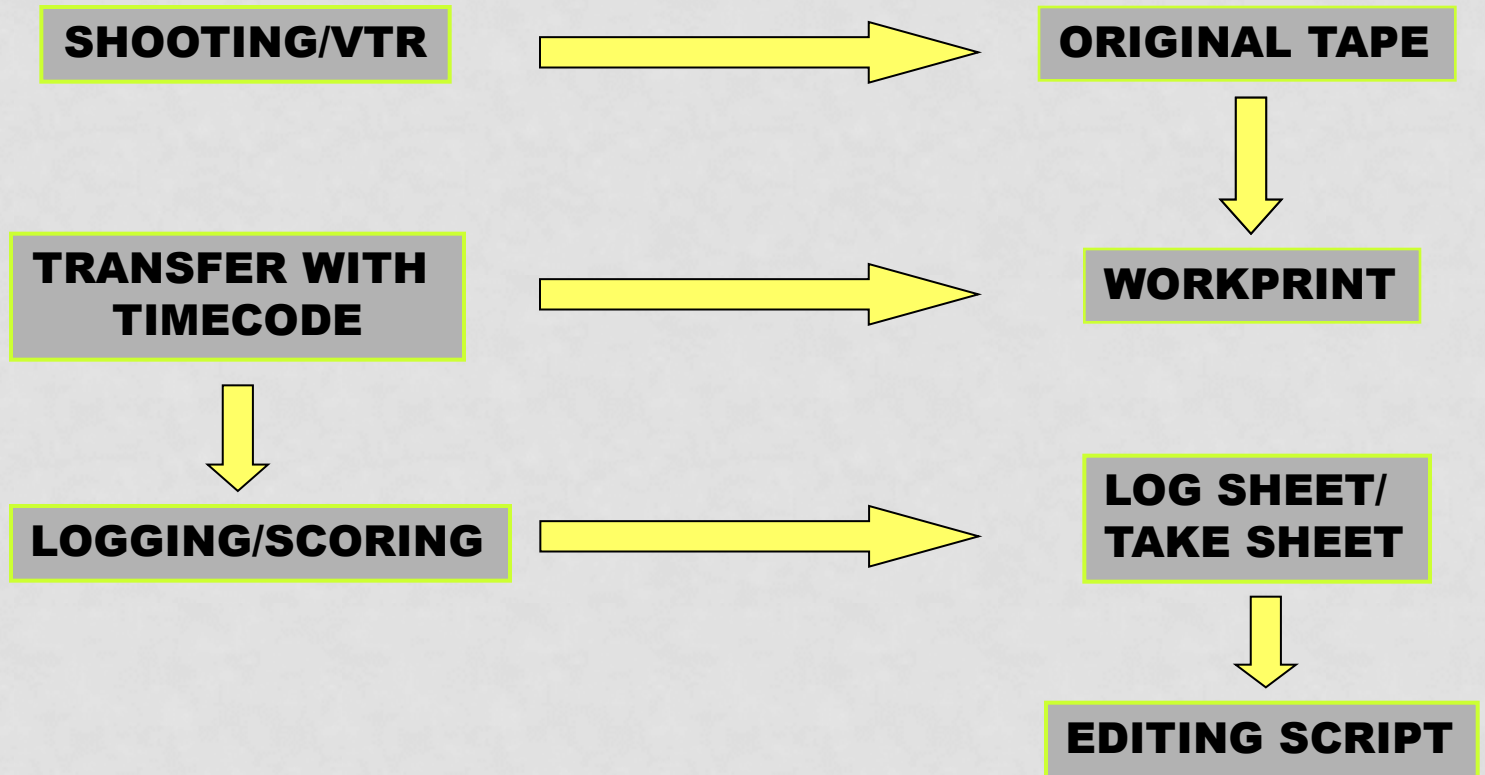 SHOOTING/VTR
ORIGINAL TAPE
TRANSFER WITH
TIMECODE
WORKPRINT
LOGGING/SCORING
LOG SHEET/
TAKE SHEET
EDITING SCRIPT